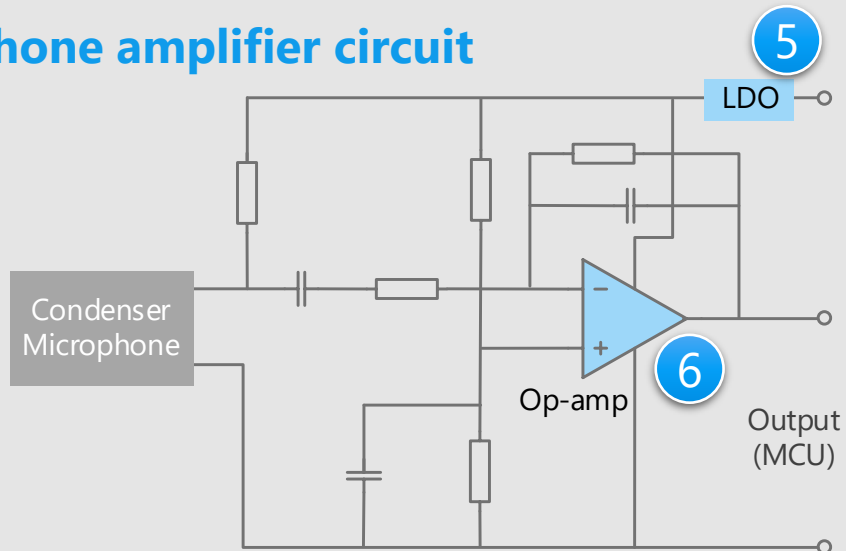 hone amplifier circuit
5
LDO
Condenser
Microphone
−
+
6
Op-amp
Output
(MCU)